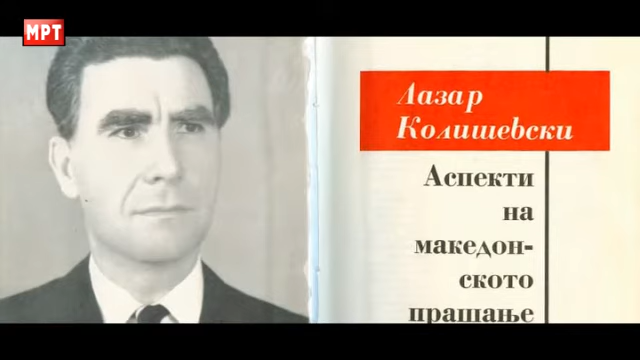 МРТ
Лазар
Колишевски
Аспекти
на
македон-
ското
прашање